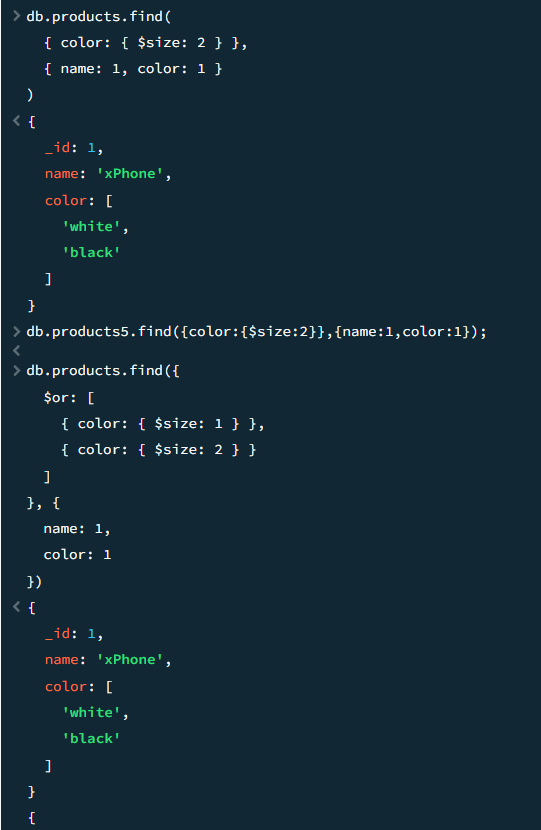 > db.products.find(
{ color: { $size: 2 } },
{ name: 1, color: 1 }
)
< {
_id: 1,
name: 'xPhone',
color: [
'white',
'black'
]
}
> db.products5.find({color:{$size:2}},{name:1,color:1});
<
> db.products.find({
$or: [
{ color: { $size: 1 } },
{ color: { $size: 2 } }
]
}, {
name: 1,
color: 1
})
< {
_id: 1,
name: 'xPhone',
color: [
'white',
'black'
]
}
{